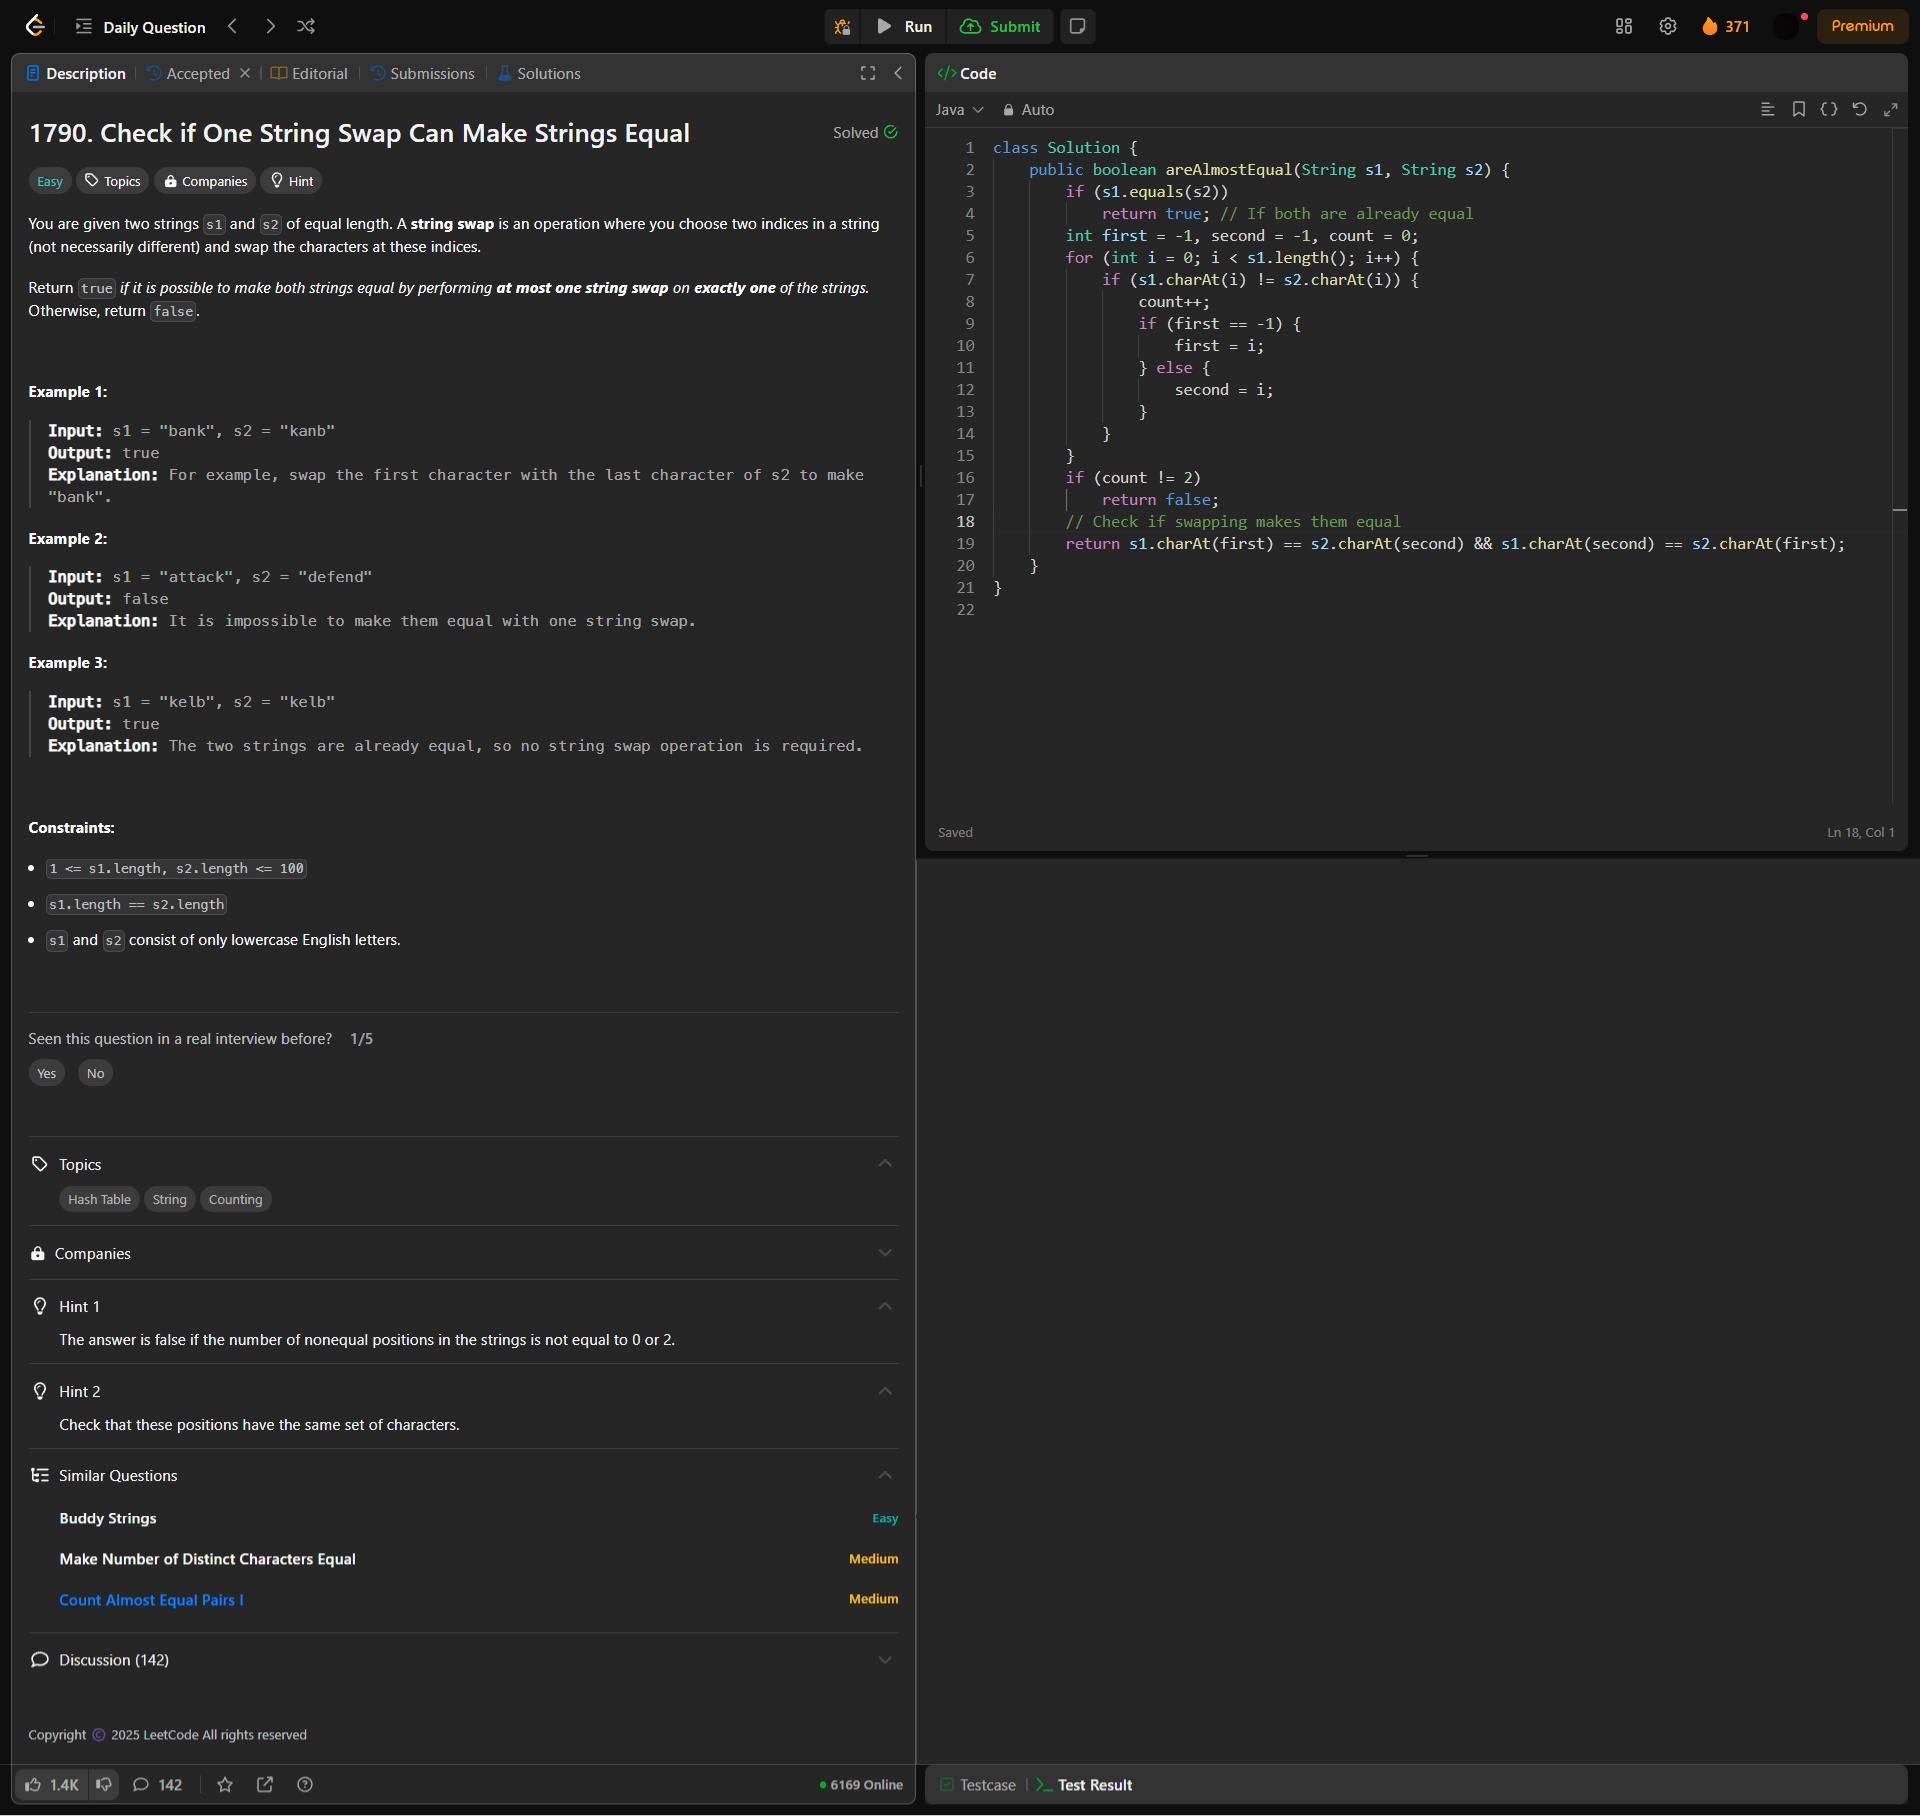 Daily Question
Run
Submit
371
Premium
Description
Accepted
Editorial
Submissions
Solutions
1790. Check if One String Swap Can Make Strings Equal
Solved
Easy
Topics
Companies
Hint
You are given two strings s1 and s2 of equal length. A string swap is an operation where you choose two indices in a string
(not necessarily different) and swap the characters at these indices.
Return true if it is possible to make both strings equal by performing at most one string swap on exactly one of the strings.
Otherwise, return false.
Example 1:
Input: s1 = "bank", s2 = "kanb"
Output: true
Explanation: For example, swap the first character with the last character of s2 to make
"bank".
Example 2:
Input: s1 = "attack", s2 = "defend"
Output: false
Explanation: It is impossible to make them equal with one string swap.
Example 3:
Input: s1 = "kelb", s2 = "kelb"
Output: true
Explanation: The two strings are already equal, so no string swap operation is required.
Constraints:
1 <= s1.length, s2.length <= 100
s1.length == s2.length
s1 and s2 consist of only lowercase English letters.
Seen this question in a real interview before? 1/5
Yes
No
Topics
Hash Table
String
Counting
Companies
Hint 1
The answer is false if the number of nonequal positions in the strings is not equal to 0 or 2.
Hint 2
Check that these positions have the same set of characters.
Similar Questions
Buddy Strings
Easy
Make Number of Distinct Characters Equal
Medium
Count Almost Equal Pairs I
Medium
Discussion (142)
Copyright © 2025 LeetCode All rights reserved
1.4K
142
6169 Online
</> Code
Java
Auto
1 class Solution {
2 public boolean areAlmostEqual(String s1, String s2) {
3 if (s1.equals(s2))
4 return true; // If both are already equal
5 int first = -1, second = -1, count = 0;
6 for (int i = 0; i < s1.length(); i++) {
7 if (s1.charAt(i) != s2.charAt(i)) {
8 count++;
9 if (first == -1) {
10 first = i;
11 } else {
12 second = i;
13 }
14 }
15 }
16 if (count != 2)
17 return false;
18 // Check if swapping makes them equal
19 return s1.charAt(first) == s2.charAt(second) && s1.charAt(second) == s2.charAt(first);
20 }
21 }
22
Saved
Ln 18, Col 1
Testcase
Test Result